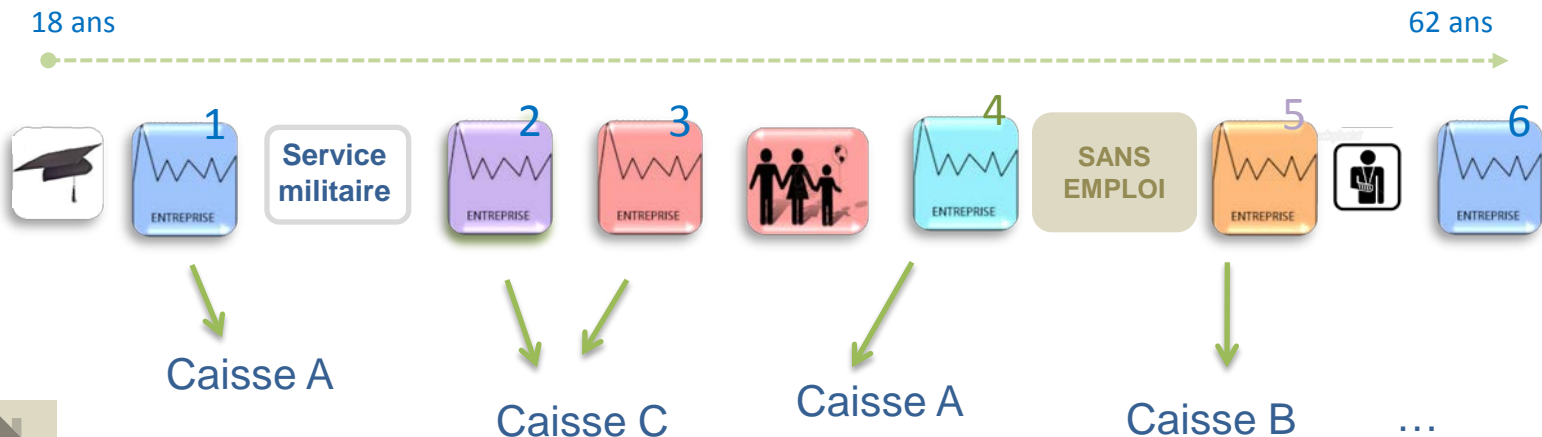 18 ans
62 ans
1
2
3
4
5
6
Service
militaire
SANS
EMPLOI
ENTREPRISE
ENTREPRISE
ENTREPRISE
ENTREPRISE
ENTREPRISE
ENTREPRISE
Caisse A
Caisse C
Caisse A
Caisse B
...